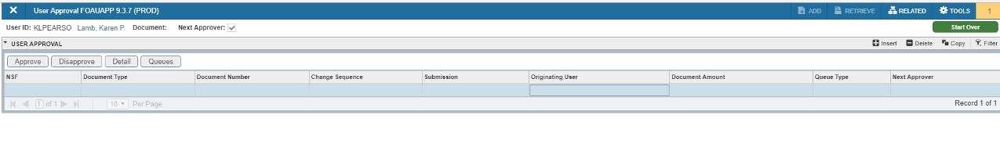 ✕ User Approval FOAUAPP 9.3.7 (PROD) ADD RETRIEVE RELATED TOOLS 1
User ID: KLPEARSO Lamb, Karen P. Document: Next Approver: Start Over
USER APPROVAL Insert Delete Copy Filter
Approve Disapprove Detail Queues
NSF Document Type Document Number Change Sequence Submission Originating User Document Amount Queue Type Next Approver
1 of 1 10 Per Page Record 1 of 1